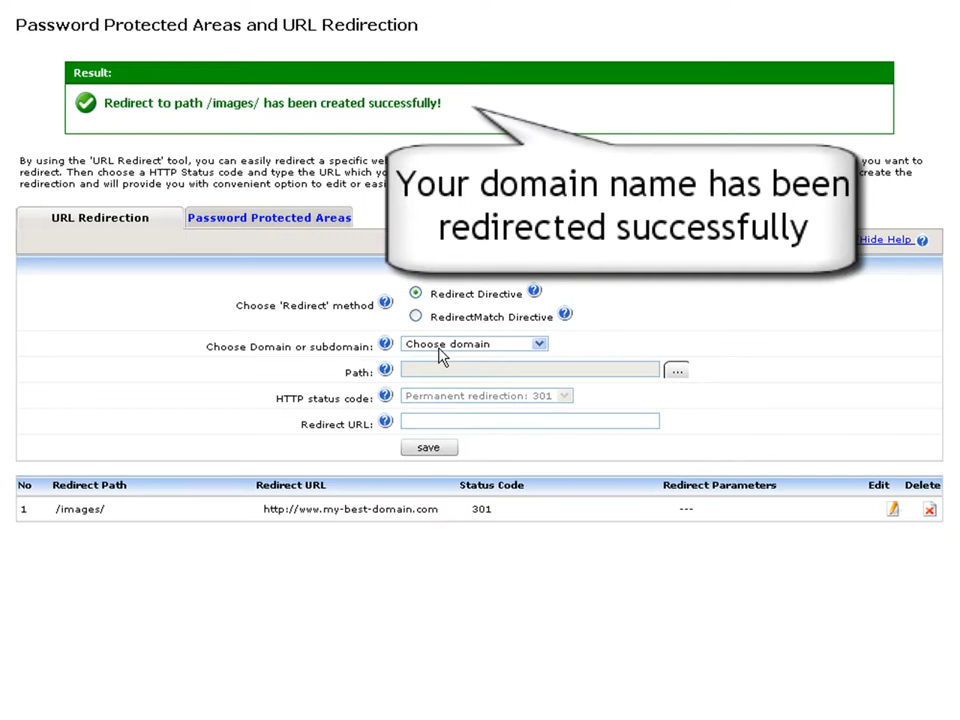 Password Protected Areas and URL Redirection
Result:
Redirect to path /images/ has been created successfully!
Your domain name has been
redirected successfully
By using the 'URL Redirect' tool, you can easily redirect a specific you want to
redirect. Then choose a HTTP Status code and type the URL which create the
redirection and will provide you with convenient option to edit or
URL Redirection Password Protected Areas
Hide Help
Choose 'Redirect' method Redirect Directive
RedirectMatch Directive
Choose Domain or subdomain: Choose domain
Path: ...
HTTP status code: Permanent redirection: 301
Redirect URL:
save
No Redirect Path Redirect URL Status Code Redirect Parameters Edit Delete
1 /images/ http://www.my-best-domain.com 301 ---